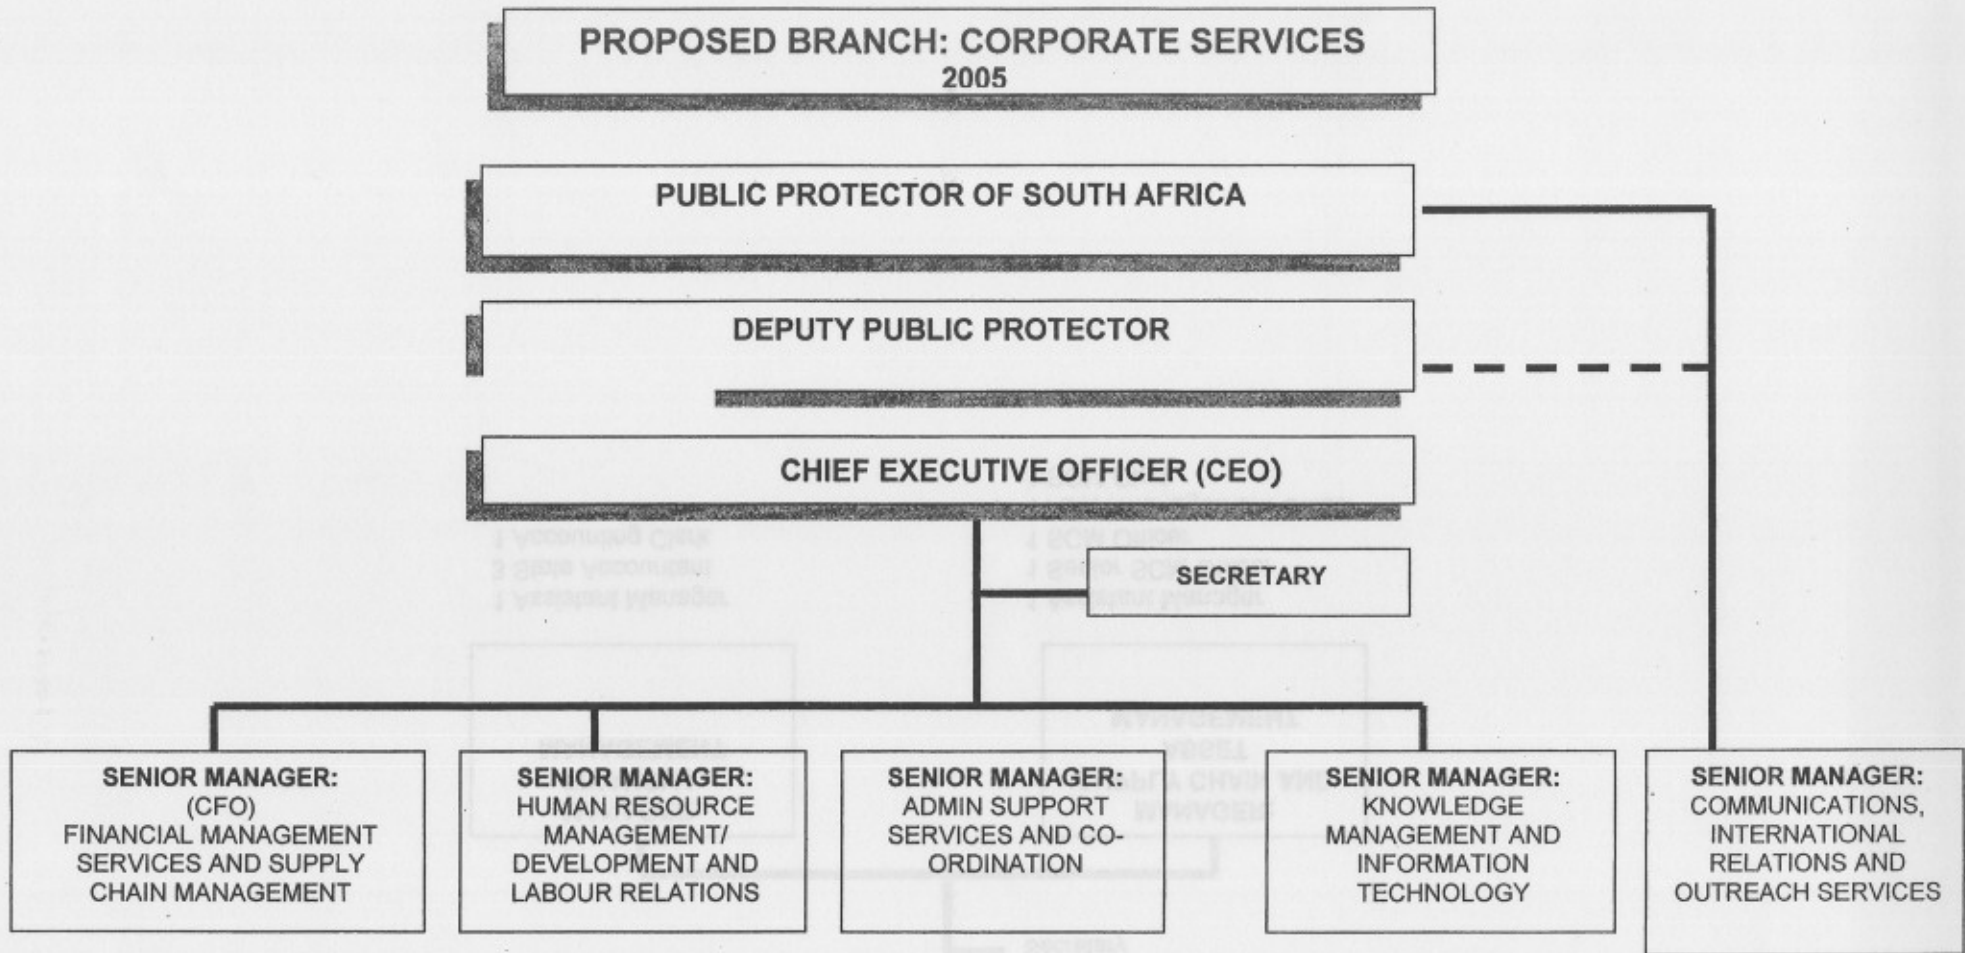 PROPOSED BRANCH: CORPORATE SERVICES
2005
PUBLIC PROTECTOR OF SOUTH AFRICA
DEPUTY PUBLIC PROTECTOR
CHIEF EXECUTIVE OFFICER (CEO)
SECRETARY
SENIOR MANAGER:
(CFO)
FINANCIAL MANAGEMENT
SERVICES AND SUPPLY
CHAIN MANAGEMENT
SENIOR MANAGER:
HUMAN RESOURCE
MANAGEMENT/
DEVELOPMENT AND
LABOUR RELATIONS
SENIOR MANAGER:
ADMIN SUPPORT
SERVICES AND CO-
ORDINATION
SENIOR MANAGER:
KNOWLEDGE
MANAGEMENT AND
INFORMATION
TECHNOLOGY
SENIOR MANAGER:
COMMUNICATIONS,
INTERNATIONAL
RELATIONS AND
OUTREACH SERVICES